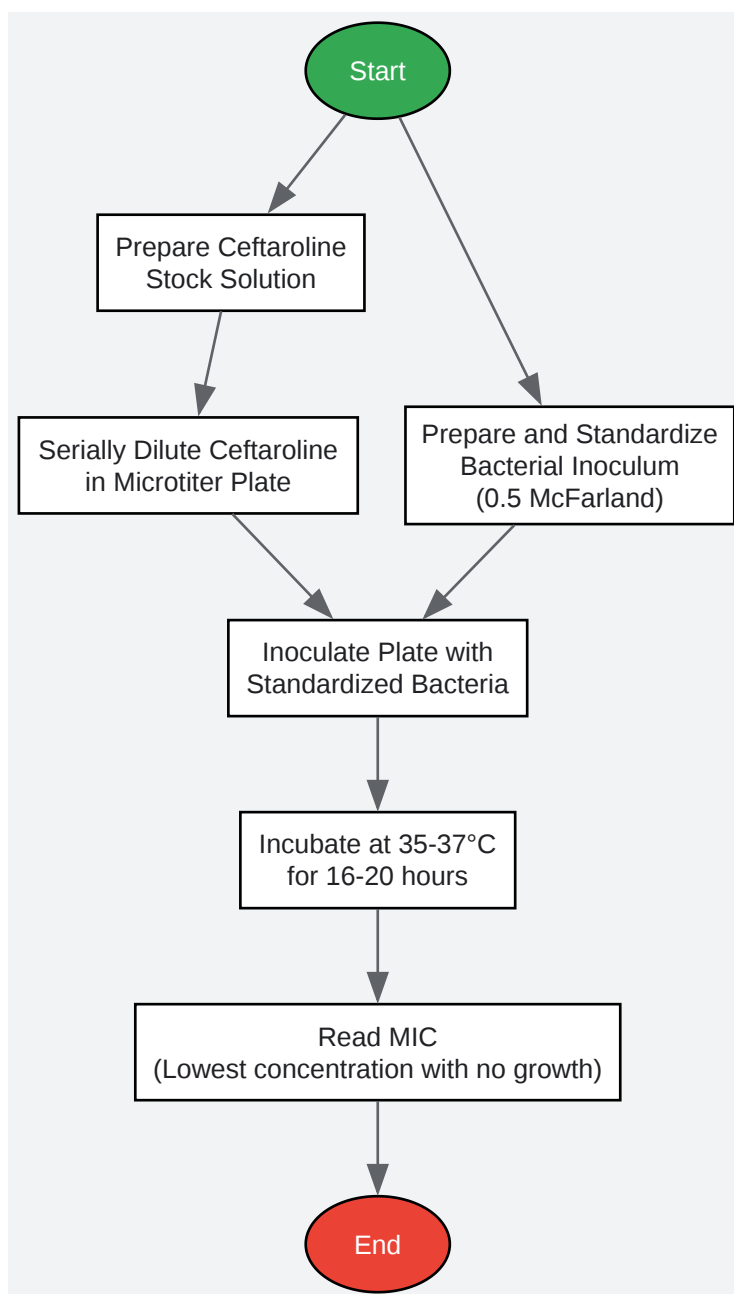 Start
Prepare Ceftaroline
Stock Solution
Serially Dilute Ceftaroline
in Microtiter Plate
Prepare and Standardize
Bacterial Inoculum
(0.5 McFarland)
Inoculate Plate with
Standardized Bacteria
Incubate at 35-37°C
for 16-20 hours
Read MIC
(Lowest concentration with no growth)
End